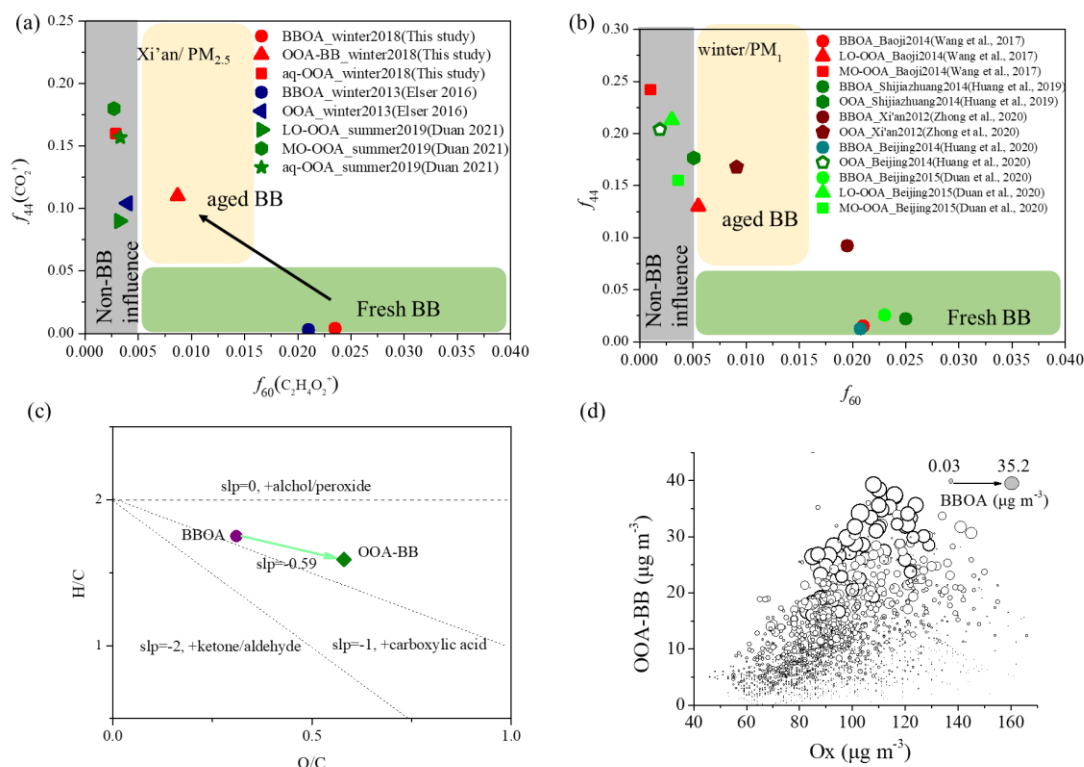 (a)
0.25
0.20
0.15
0.10
0.05
0.00
f44(CO2+)
Xi'an/ PM2.5
aged BB
Fresh BB
Non-BB
influence
BBOA_winter2018(This study)
OOA-BB_winter2018(This study)
aq-OOA_winter2018(This study)
BBOA_winter2013(Elser 2016)
OOA_winter2013(Elser 2016)
LO-OOA_summer2019(Duan 2021)
MO-OOA_summer2019(Duan 2021)
aq-OOA_summer2019(Duan 2021)
0.000 0.005 0.010 0.015 0.020 0.025 0.030 0.035 0.040
f60(C2H4O2+)
(b)
0.30
0.25
0.20
0.15
0.10
0.05
0.00
f44
winter/PM1
aged BB
Fresh BB
Non-BB
influence
BBOA_Baoji2014(Wang et al., 2017)
LO-OOA_Baoji2014(Wang et al., 2017)
MO-OOA_Baoji2014(Wang et al., 2017)
BBOA_Shijiazhuang2014(Huang et al., 2019)
OOA_Shijiazhuang2014(Huang et al., 2019)
BBOA_Xi'an2012(Zhong et al., 2020)
OOA_Xi'an2012(Zhong et al., 2020)
BBOA_Beijing2014(Huang et al., 2020)
OOA_Beijing2014(Huang et al., 2020)
BBOA_Beijing2015(Duan et al., 2020)
LO-OOA_Beijing2015(Duan et al., 2020)
MO-OOA_Beijing2015(Duan et al., 2020)
0.000 0.005 0.010 0.015 0.020 0.025 0.030 0.035 0.040
f60
(c)
2
1
H/C
slp=0, +alchol/peroxide
BBOA
OOA-BB
slp=-0.59
slp=-2, +ketone/aldehyde
slp=-1, +carboxylic acid
0.0 0.5 1.0
O/C
(d)
40
35
30
25
20
15
10
5
0
OOA-BB (μg m-3)
0.03 35.2
BBOA (μg m-3)
40 60 80 100 120 140 160
Ox (μg m-3)